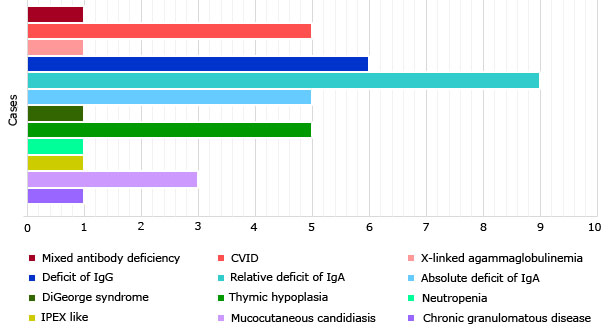 Cases
0 1 2 3 4 5 6 7 8 9 10
Mixed antibody deficiency CVID X-linked agammaglobulinemia
Deficit of IgG Relative deficit of IgA Absolute deficit of IgA
DiGeorge syndrome Thymic hypoplasia Neutropenia
IPEX like Mucocutaneous candidiasis Chronic granulomatous disease